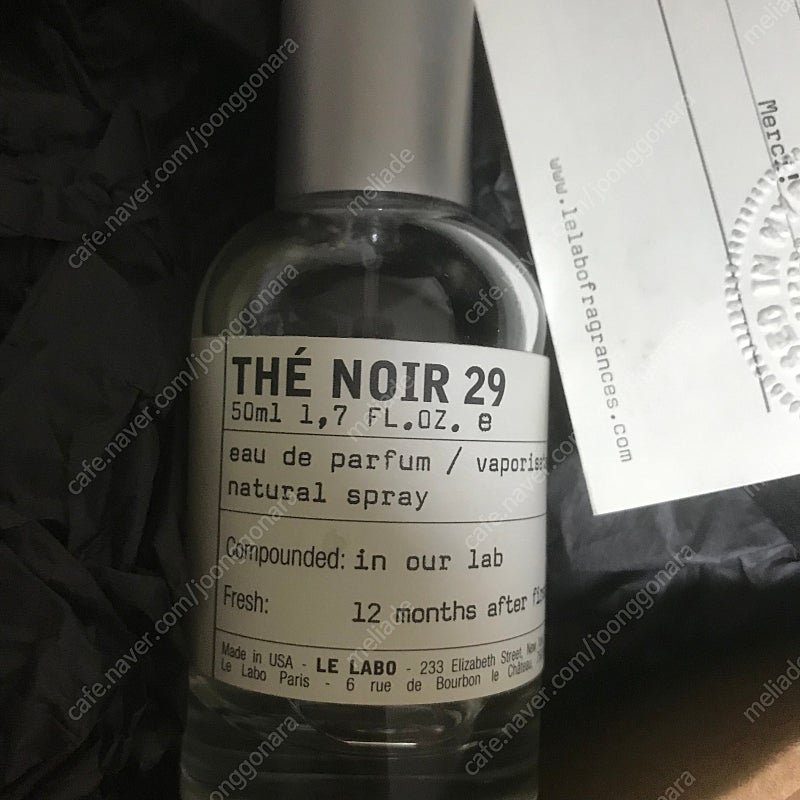 THÉ NOIR 29
50ml 1,7 FL.OZ. e
eau de parfum / vaporisat
natural spray
Compounded: in our lab
Fresh: 12 months after
Made in USA - LE LABO - 233 Elizabeth Street, New
Le Labo Paris - 6 rue de Bourbon le Château,
www.lelabofragrances.com
Merci!
cafe.naver.com/joonggonara
meliade